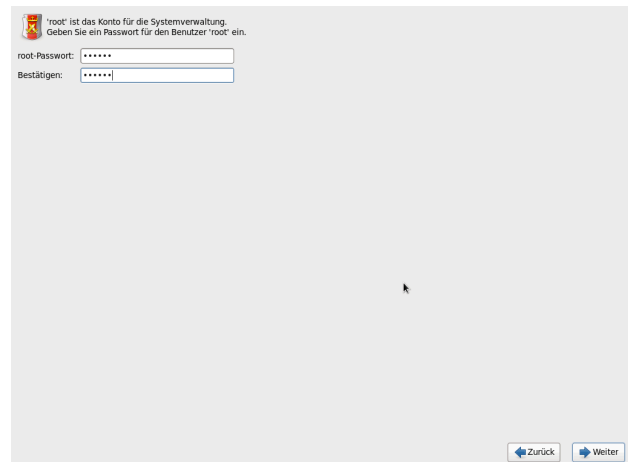 'root' ist das Konto für die Systemverwaltung.
Geben Sie ein Passwort für den Benutzer 'root' ein.
root-Passwort: ••••••
Bestätigen: ••••••
Zurück Weiter